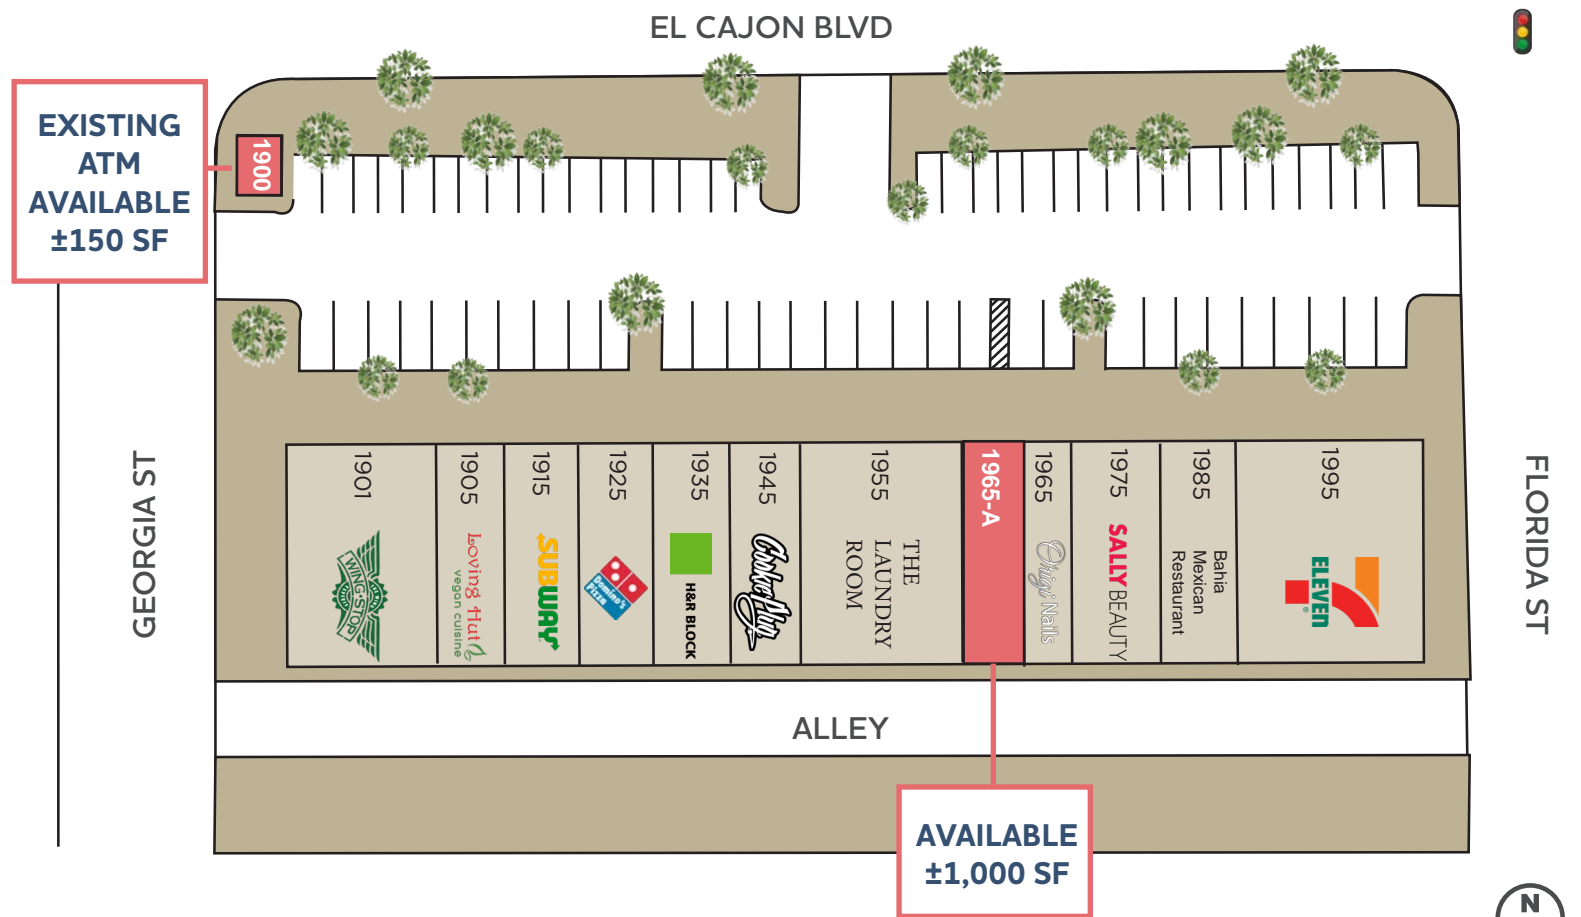 EL CAJON BLVD
EXISTING
ATM
AVAILABLE
±150 SF
1900
GEORGIA ST
FLORIDA ST
1901
WING·STOP
1905
Loving Hut
vegan cuisine
1915
SUBWAY
1925
Domino's
Pizza
1935
H&R BLOCK
1945
1955
THE
LAUNDRY
ROOM
1965-A
1965
Origi Nails
1975
SALLY BEAUTY
1985
Bahia
Mexican
Restaurant
1995
7
ELEVEN
®
ALLEY
AVAILABLE
±1,000 SF
N